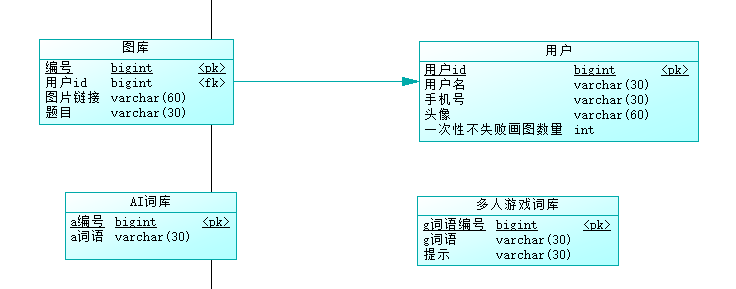 图库
编号 bigint <pk>
用户id bigint <fk>
图片链接 varchar(60)
题目 varchar(30)
用户
用户id bigint <pk>
用户名 varchar(30)
手机号 varchar(30)
头像 varchar(60)
一次性不失败画图数量 int
AI词库
a编号 bigint <pk>
a词语 varchar(30)
多人游戏词库
g词语编号 bigint <pk>
g词语 varchar(30)
提示 varchar(30)